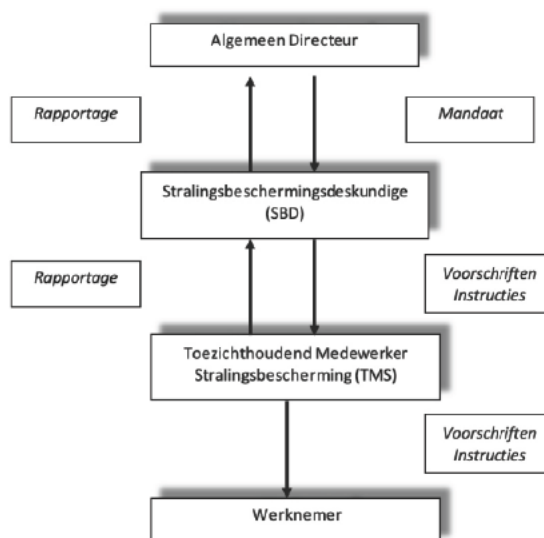 Algemeen Directeur
Rapportage
Mandaat
Stralingsbeschermingsdeskundige
(SBD)
Rapportage
Voorschriften
Instructies
Toezichthoudend Medewerker
Stralingsbescherming (TMS)
Voorschriften
Instructies
Werknemer